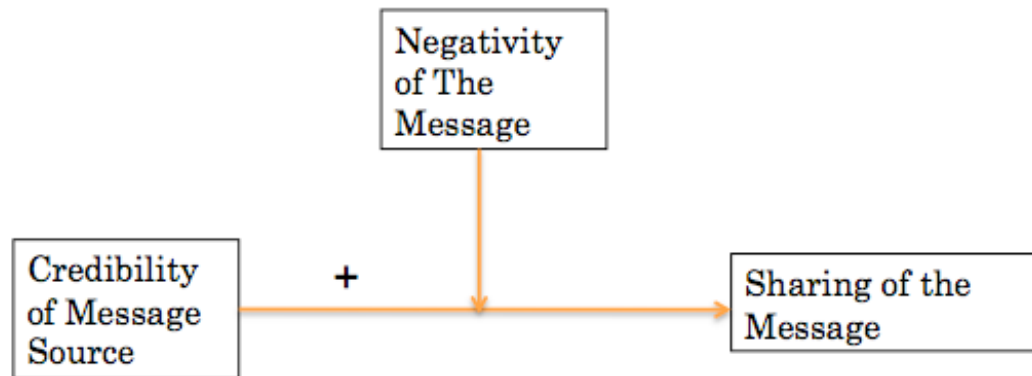 Negativity
of The
Message
Credibility
of Message
Source
+
Sharing of the
Message